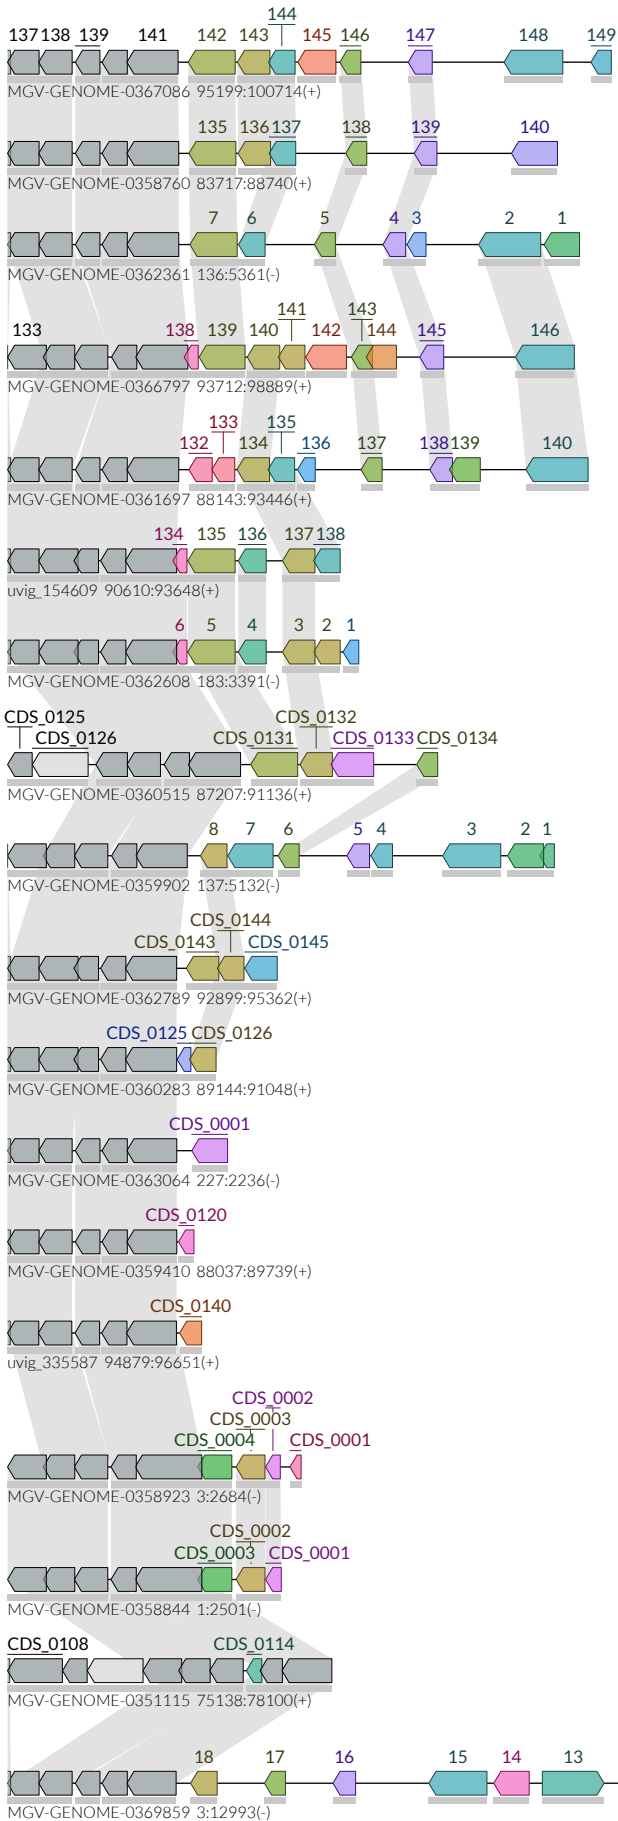 144
137 138 139 141 142 143 145 146 147 148 149
MGV-GENOME-0367086 95199:100714(+)
135 136 137 138 139 140
MGV-GENOME-0358760 83717:88740(+)
7 6 5 4 3 2 1
MGV-GENOME-0362361 136:5361(-)
141 143
133 138 139 140 142 144 145 146
MGV-GENOME-0366797 93712:98889(+)
133 135
132 134 136 137 138 139 140
MGV-GENOME-0361697 88143:93446(+)
134 135 136 137 138
uvig_154609 90610:93648(+)
6 5 4 3 2 1
MGV-GENOME-0362608 183:3391(-)
CDS_0125 CDS_0132
CDS_0126 CDS_0131 CDS_0133 CDS_0134
MGV-GENOME-0360515 87207:91136(+)
8 7 6 5 4 3 2 1
MGV-GENOME-0359902 137:5132(-)
CDS_0144
CDS_0143 CDS_0145
MGV-GENOME-0362789 92899:95362(+)
CDS_0125 CDS_0126
MGV-GENOME-0360283 89144:91048(+)
CDS_0001
MGV-GENOME-0363064 227:2236(-)
CDS_0120
MGV-GENOME-0359410 88037:89739(+)
CDS_0140
uvig_335587 94879:96651(+)
CDS_0002
CDS_0003
CDS_0004 CDS_0001
MGV-GENOME-0358923 3:2684(-)
CDS_0002
CDS_0003 CDS_0001
MGV-GENOME-0358844 1:2501(-)
CDS_0108 CDS_0114
MGV-GENOME-0351115 75138:78100(+)
18 17 16 15 14 13
MGV-GENOME-0369859 3:12993(-)